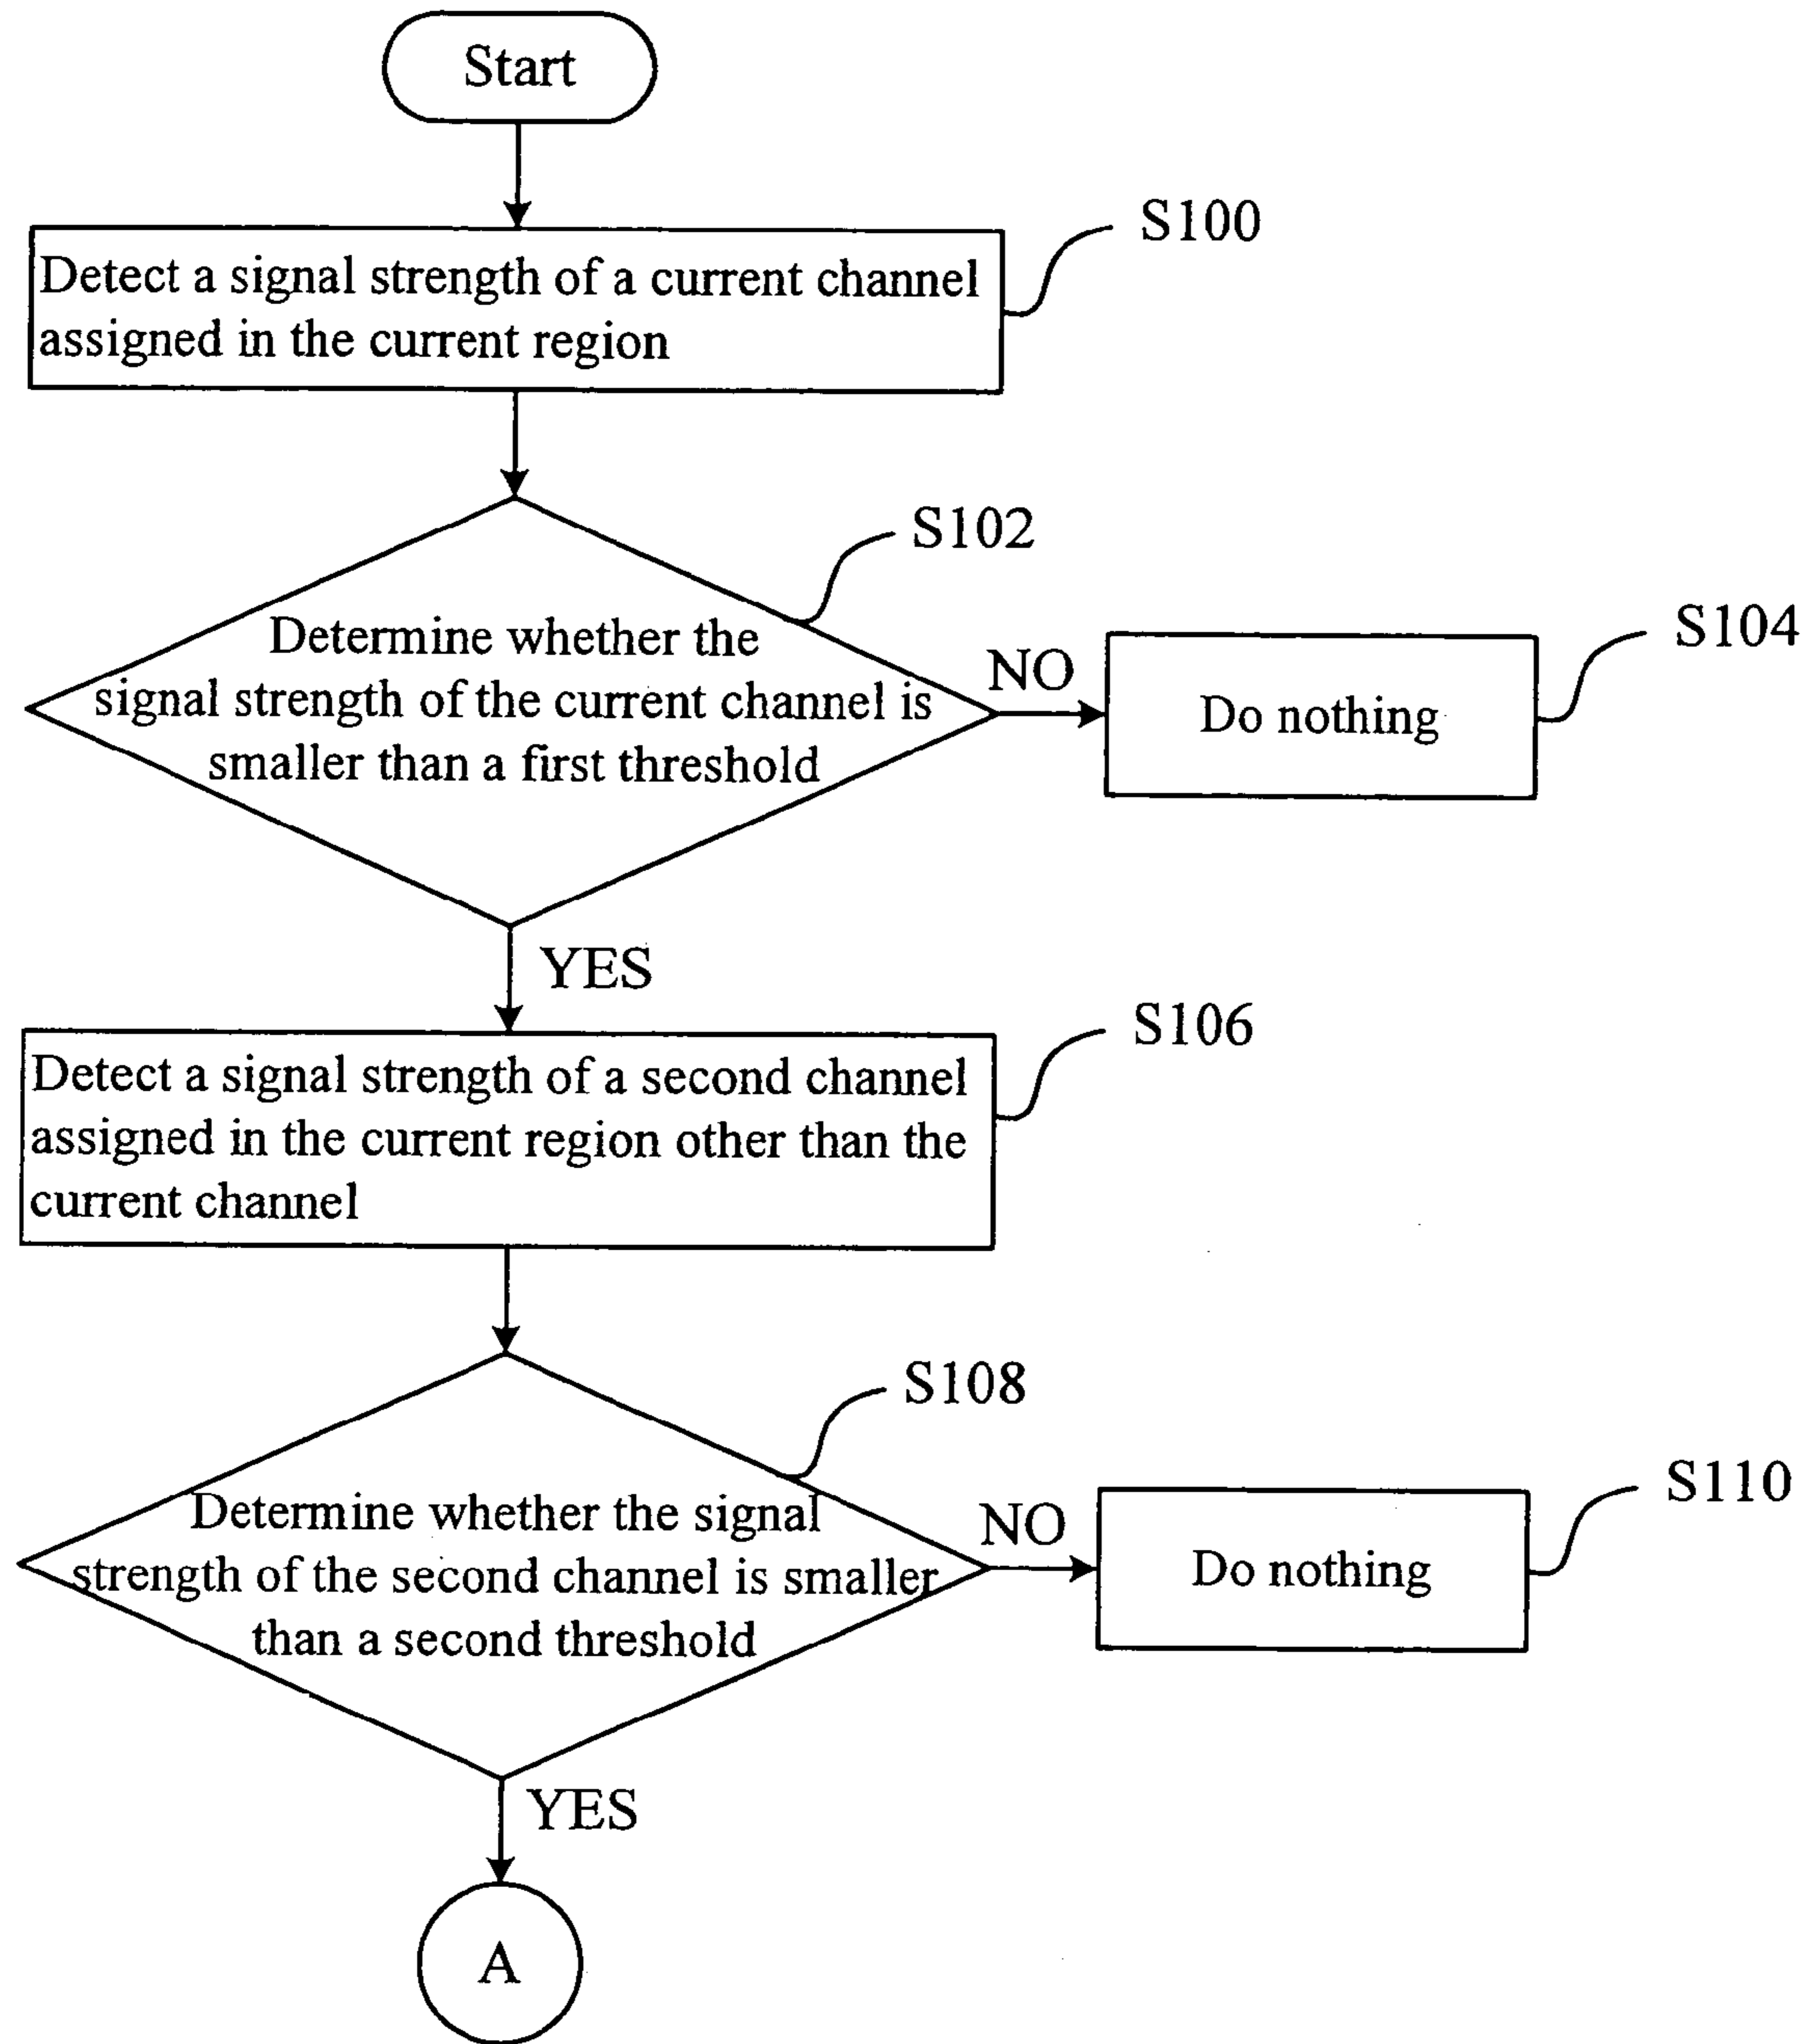 Start
S100
Detect a signal strength of a current channel
assigned in the current region
S102
Determine whether the
signal strength of the current channel is
smaller than a first threshold
NO
S104
Do nothing
YES
S106
Detect a signal strength of a second channel
assigned in the current region other than the
current channel
S108
Determine whether the signal
strength of the second channel is smaller
than a second threshold
NO
S110
Do nothing
YES
A